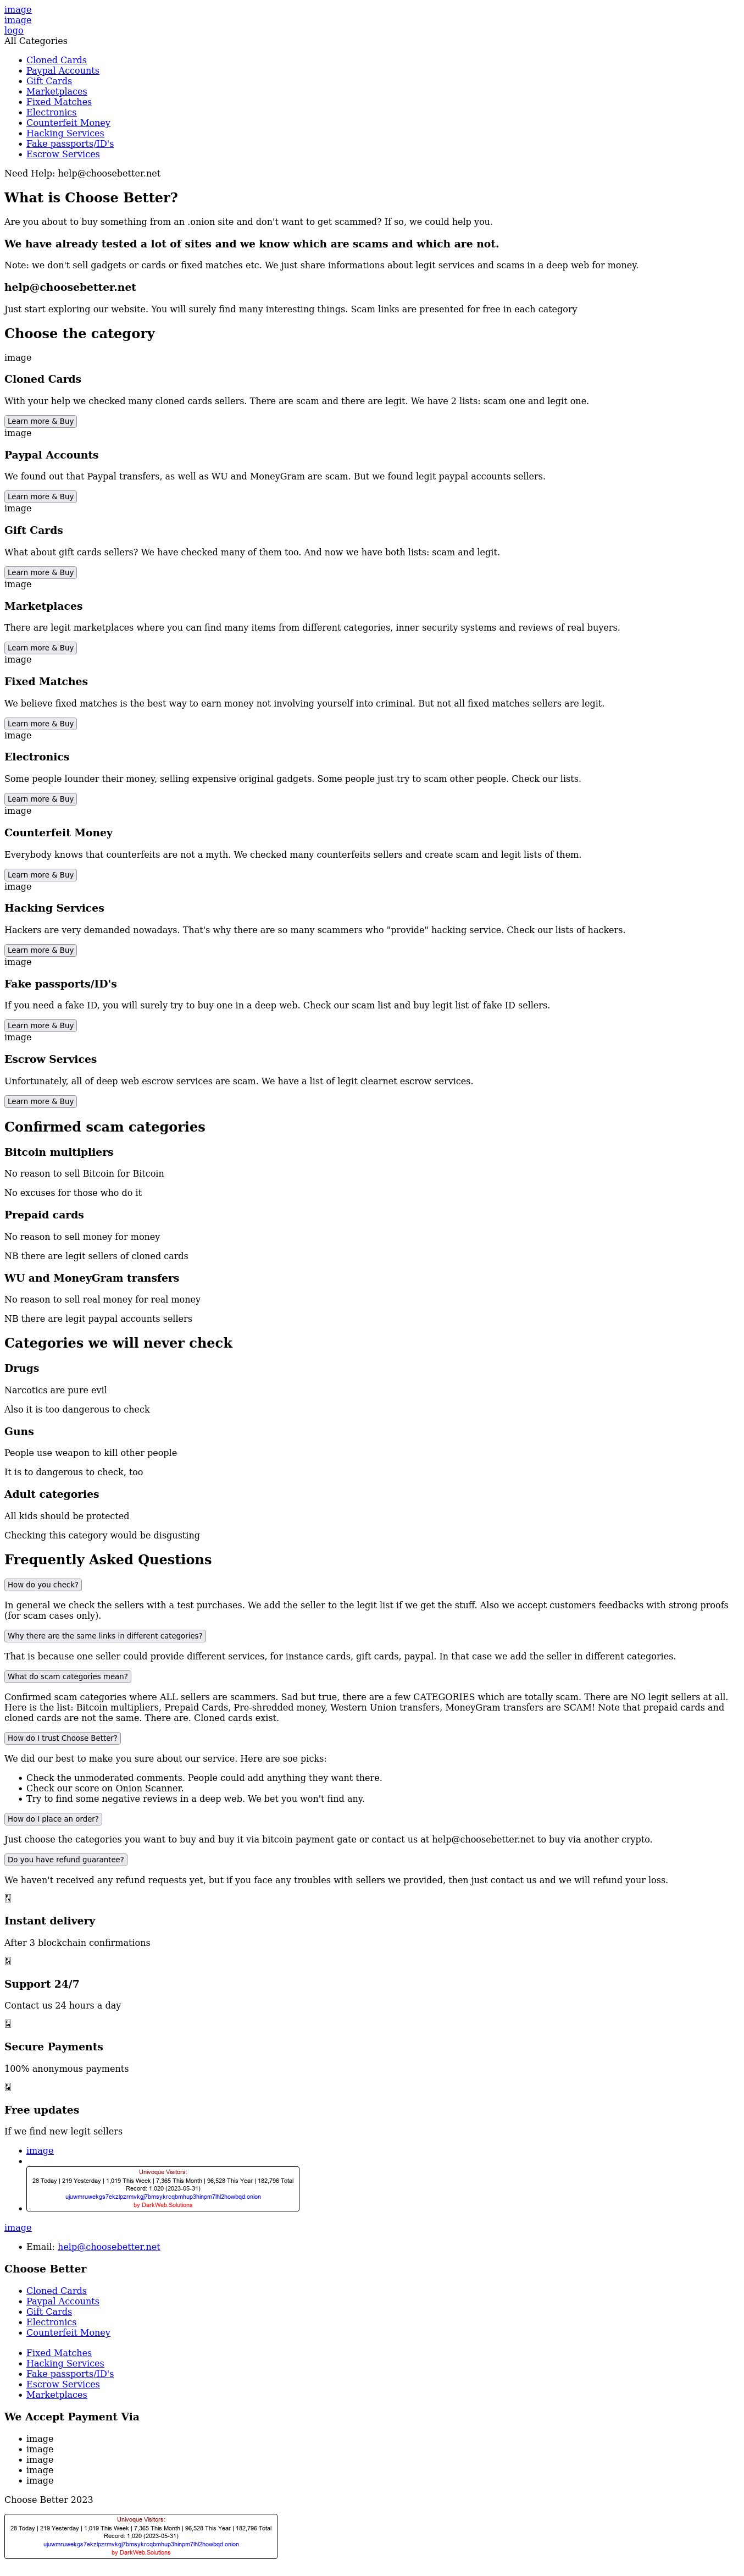 image
image
logo
All Categories
Cloned Cards
Paypal Accounts
Gift Cards
Marketplaces
Fixed Matches
Electronics
Counterfeit Money
Hacking Services
Fake passports/ID's
Escrow Services
Need Help: help@choosebetter.net
What is Choose Better?
Are you about to buy something from an .onion site and don't want to get scammed? If so, we could help you.
We have already tested a lot of sites and we know which are scams and which are not.
Note: we don't sell gadgets or cards or fixed matches etc. We just share informations about legit services and scams in a deep web for money.
help@choosebetter.net
Just start exploring our website. You will surely find many interesting things. Scam links are presented for free in each category
Choose the category
image
Cloned Cards
With your help we checked many cloned cards sellers. There are scam and there are legit. We have 2 lists: scam one and legit one.
Learn more & Buy
image
Paypal Accounts
We found out that Paypal transfers, as well as WU and MoneyGram are scam. But we found legit paypal accounts sellers.
Learn more & Buy
image
Gift Cards
What about gift cards sellers? We have checked many of them too. And now we have both lists: scam and legit.
Learn more & Buy
image
Marketplaces
There are legit marketplaces where you can find many items from different categories, inner security systems and reviews of real buyers.
Learn more & Buy
image
Fixed Matches
We believe fixed matches is the best way to earn money not involving yourself into criminal. But not all fixed matches sellers are legit.
Learn more & Buy
image
Electronics
Some people lounder their money, selling expensive original gadgets. Some people just try to scam other people. Check our lists.
Learn more & Buy
image
Counterfeit Money
Everybody knows that counterfeits are not a myth. We checked many counterfeits sellers and create scam and legit lists of them.
Learn more & Buy
image
Hacking Services
Hackers are very demanded nowadays. That's why there are so many scammers who "provide" hacking service. Check our lists of hackers.
Learn more & Buy
image
Fake passports/ID's
If you need a fake ID, you will surely try to buy one in a deep web. Check our scam list and buy legit list of fake ID sellers.
Learn more & Buy
image
Escrow Services
Unfortunately, all of deep web escrow services are scam. We have a list of legit clearnet escrow services.
Learn more & Buy
Confirmed scam categories
Bitcoin multipliers
No reason to sell Bitcoin for Bitcoin
No excuses for those who do it
Prepaid cards
No reason to sell money for money
NB there are legit sellers of cloned cards
WU and MoneyGram transfers
No reason to sell real money for real money
NB there are legit paypal accounts sellers
Categories we will never check
Drugs
Narcotics are pure evil
Also it is too dangerous to check
Guns
People use weapon to kill other people
It is to dangerous to check, too
Adult categories
All kids should be protected
Checking this category would be disgusting
Frequently Asked Questions
How do you check?
In general we check the sellers with a test purchases. We add the seller to the legit list if we get the stuff. Also we accept customers feedbacks with strong proofs
(for scam cases only).
Why there are the same links in different categories?
That is because one seller could provide different services, for instance cards, gift cards, paypal. In that case we add the seller in different categories.
What do scam categories mean?
Confirmed scam categories where ALL sellers are scammers. Sad but true, there are a few CATEGORIES which are totally scam. There are NO legit sellers at all.
Here is the list: Bitcoin multipliers, Prepaid Cards, Pre-shredded money, Western Union transfers, MoneyGram transfers are SCAM! Note that prepaid cards and
cloned cards are not the same. There are. Cloned cards exist.
How do I trust Choose Better?
We did our best to make you sure about our service. Here are soe picks:
Check the unmoderated comments. People could add anything they want there.
Check our score on Onion Scanner.
Try to find some negative reviews in a deep web. We bet you won't find any.
How do I place an order?
Just choose the categories you want to buy and buy it via bitcoin payment gate or contact us at help@choosebetter.net to buy via another crypto.
Do you have refund guarantee?
We haven't received any refund requests yet, but if you face any troubles with sellers we provided, then just contact us and we will refund your loss.
Instant delivery
After 3 blockchain confirmations
Support 24/7
Contact us 24 hours a day
Secure Payments
100% anonymous payments
Free updates
If we find new legit sellers
image
Univoque Visitors:
28 Today | 219 Yesterday | 1,019 This Week | 7,365 This Month | 96,528 This Year | 182,796 Total
Record: 1,020 (2023-05-31)
ujuwmruwekgs7ekzlpzrmvkgj7bmsykrcqbmhup3hinpm7lhl2howbqd.onion
by DarkWeb.Solutions
image
Email: help@choosebetter.net
Choose Better
Cloned Cards
Paypal Accounts
Gift Cards
Electronics
Counterfeit Money
Fixed Matches
Hacking Services
Fake passports/ID's
Escrow Services
Marketplaces
We Accept Payment Via
image
image
image
image
image
Choose Better 2023
Univoque Visitors:
28 Today | 219 Yesterday | 1,019 This Week | 7,365 This Month | 96,528 This Year | 182,796 Total
Record: 1,020 (2023-05-31)
ujuwmruwekgs7ekzlpzrmvkgj7bmsykrcqbmhup3hinpm7lhl2howbqd.onion
by DarkWeb.Solutions